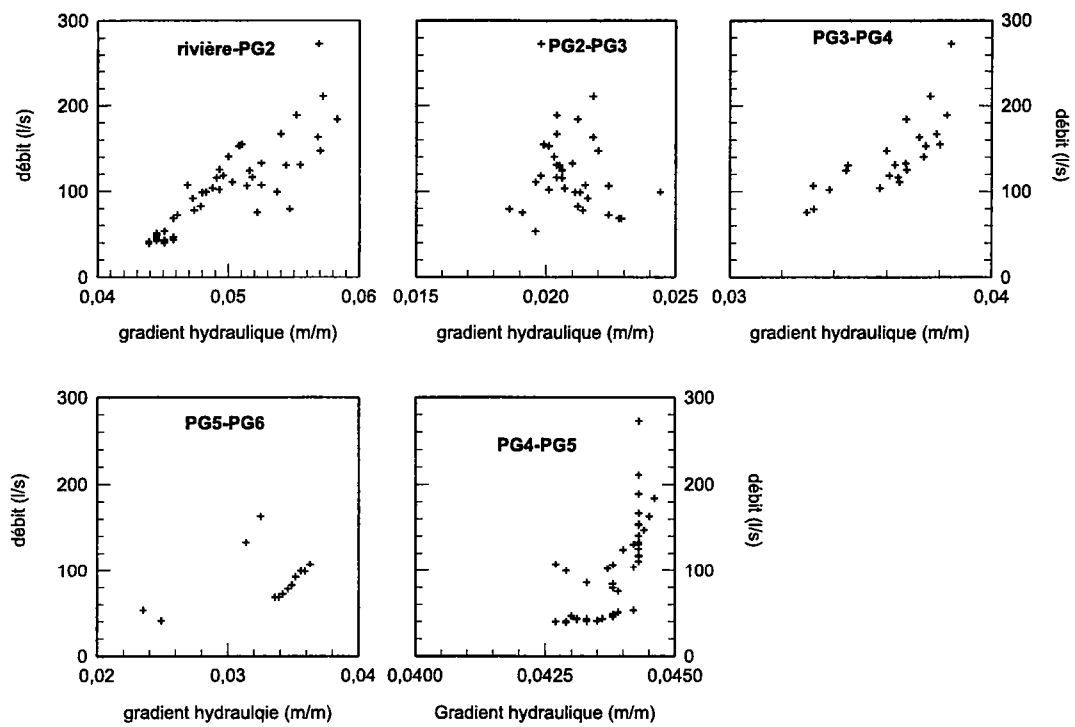 300
200
100
0
débit (l/s)
rivière-PG2
0,04
0,05
0,06
gradient hydraulique (m/m)
PG2-PG3
0,015
0,020
0,025
gradient hydraulique (m/m)
PG3-PG4
300
200
100
0
débit (l/s)
0,03
0,04
gradient hydraulique (m/m)
300
200
100
0
débit (l/s)
PG5-PG6
0,02
0,03
0,04
gradient hydraulqie (m/m)
PG4-PG5
300
200
100
0
débit (l/s)
0,0400
0,0425
0,0450
Gradient hydraulique (m/m)